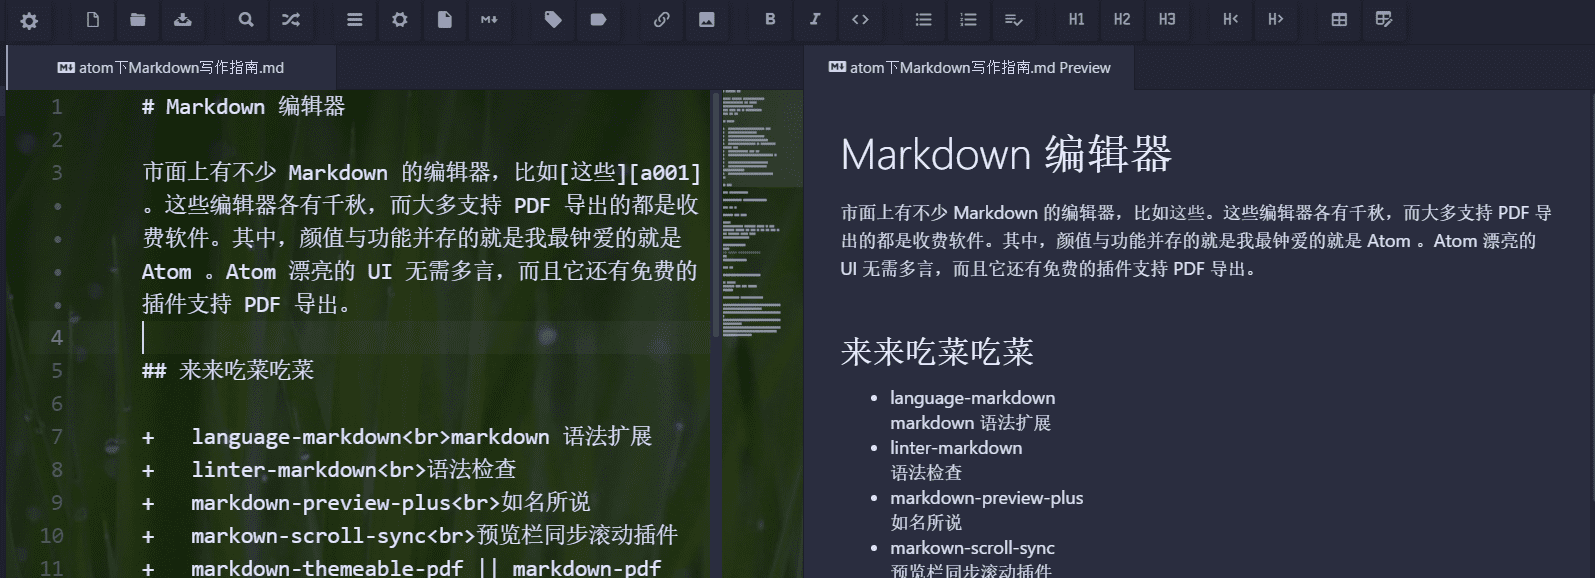 B I <> H1 H2 H3 H< H>
atom下Markdown写作指南.md
1 # Markdown 编辑器
2
3 市面上有不少 Markdown 的编辑器，比如[这些][a001]
。这些编辑器各有千秋，而大多支持 PDF 导出的都是收
费软件。其中，颜值与功能并存的就是我最钟爱的就是
Atom 。Atom 漂亮的 UI 无需多言，而且它还有免费的
插件支持 PDF 导出。
4
5 ## 来来吃菜吃菜
6
7 + language-markdown<br>markdown 语法扩展
8 + linter-markdown<br>语法检查
9 + markdown-preview-plus<br>如名所说
10 + markown-scroll-sync<br>预览栏同步滚动插件
11 + markdown-themeable-pdf || markdown-pdf
atom下Markdown写作指南.md Preview
Markdown 编辑器
市面上有不少 Markdown 的编辑器，比如这些。这些编辑器各有千秋，而大多支持 PDF 导
出的都是收费软件。其中，颜值与功能并存的就是我最钟爱的就是 Atom 。Atom 漂亮的
UI 无需多言，而且它还有免费的插件支持 PDF 导出。
来来吃菜吃菜
• language-markdown
markdown 语法扩展
• linter-markdown
语法检查
• markdown-preview-plus
如名所说
• markown-scroll-sync
预览栏同步滚动插件